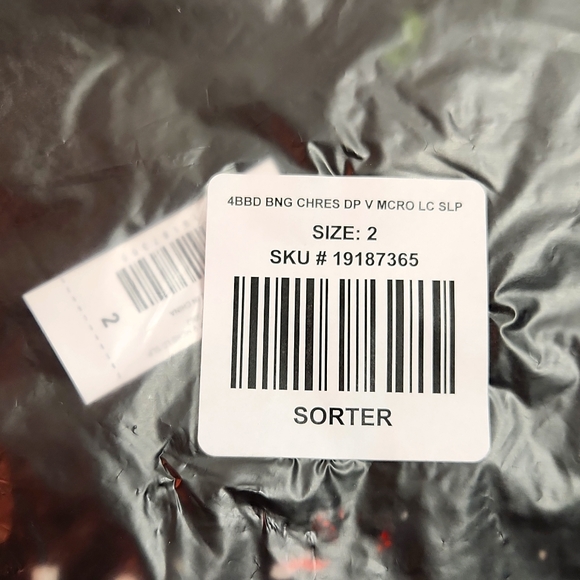 4BBD BNG CHRES DP V MCRO LC SLP
SIZE: 2
SKU # 19187365
SORTER
2